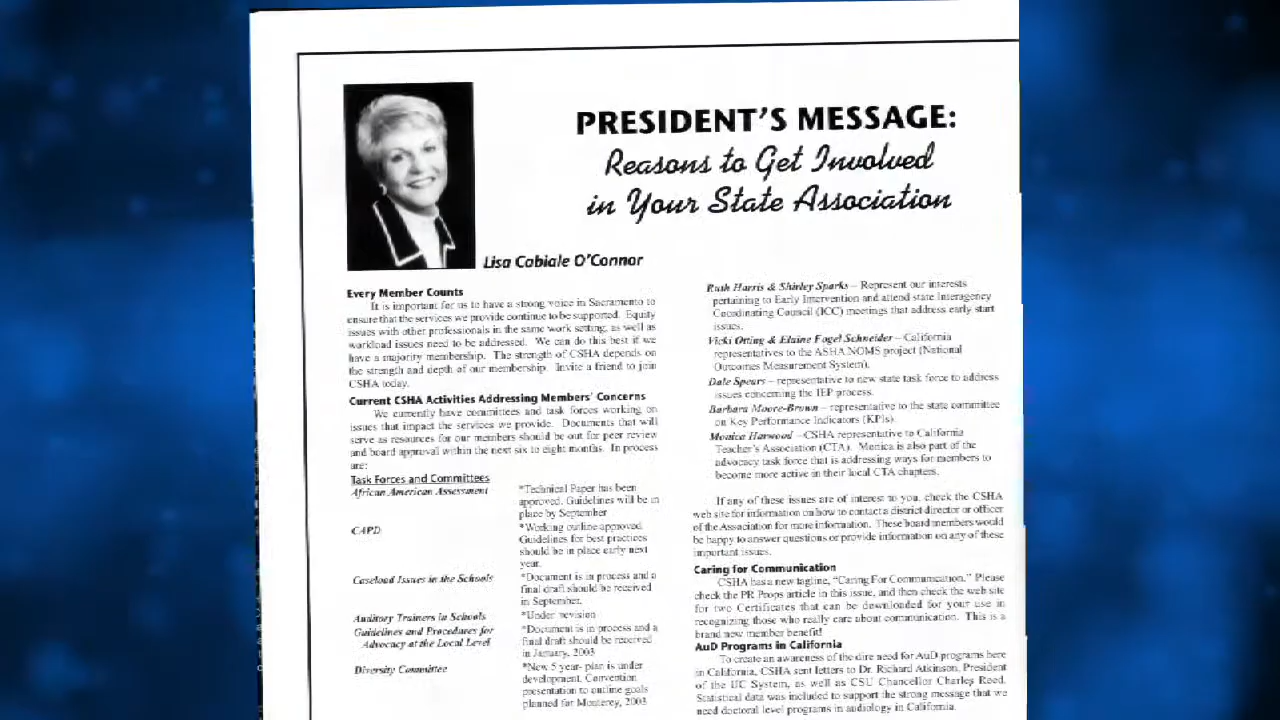 PRESIDENT'S MESSAGE:
Reasons to Get Involved
in Your State Association
Lisa Cabiale O'Connor
Every Member Counts
It is important for us to have a strong voice in Sacramento to
ensure that the services we provide continue to be supported. Equity
issues with other professionals in the same work setting, as well as
workload issues need to be addressed. We can do this best if we
have a majority membership. The strength of CSHA depends on
the strength and depth of our membership. Invite a friend to join
CSHA today.
Current CSHA Activities Addressing Members' Concerns
We currently have committees and task forces working on
issues that impact the services we provide. Documents that will
serve as resources for our members should be out for peer review
and board approval within the next six to eight months. In process
are:
Task Forces and Committees
African American Assessment
*Technical Paper has been
approved. Guidelines will be in
place by September
CAPD
*Working outline approved.
Guidelines for best practices
should be in place early next
year.
Caseload Issues in the Schools
*Document is in process and a
final draft should be received
in September.
Auditory Trainers in Schools
*Under revision
Guidelines and Procedures for
Advocacy at the Local Level
*Document is in process and a
final draft should be received
in January, 2003
Diversity Committee
*New 5 year- plan is under
development. Convention
presentation to outline goals
planned for Monterey, 2003
Ruth Harris & Shirley Sparks – Represent our interests
pertaining to Early Intervention and attend state Interagency
Coordinating Council (ICC) meetings that address early start
issues.
Vicki Otting & Elaine Fogel Schneider – California
representatives to the ASHA NOMS project (National
Outcomes Measurement System).
Dale Spears – representative to new state task force to address
issues concerning the IEP process.
Barbara Moore-Brown – representative to the state committee
on Key Performance Indicators (KPIs).
Monica Harwood – CSHA representative to California
Teacher's Association (CTA). Monica is also part of the
advocacy task force that is addressing ways for members to
become more active in their local CTA chapters.
If any of these issues are of interest to you, check the CSHA
web site for information on how to contact a district director or officer
of the Association for more information. These board members would
be happy to answer questions or provide information on any of these
important issues.
Caring for Communication
CSHA has a new tagline, "Caring For Communication." Please
check the PR Props article in this issue, and then check the web site
for two Certificates that can be downloaded for your use in
recognizing those who really care about communication. This is a
brand new member benefit!
AuD Programs in California
To create an awareness of the dire need for AuD programs here
in California, CSHA sent letters to Dr. Richard Atkinson, President
of the UC System, as well as CSU Chancellor Charles Reed.
Statistical data was included to support the strong message that we
need doctoral level programs in audiology in California.